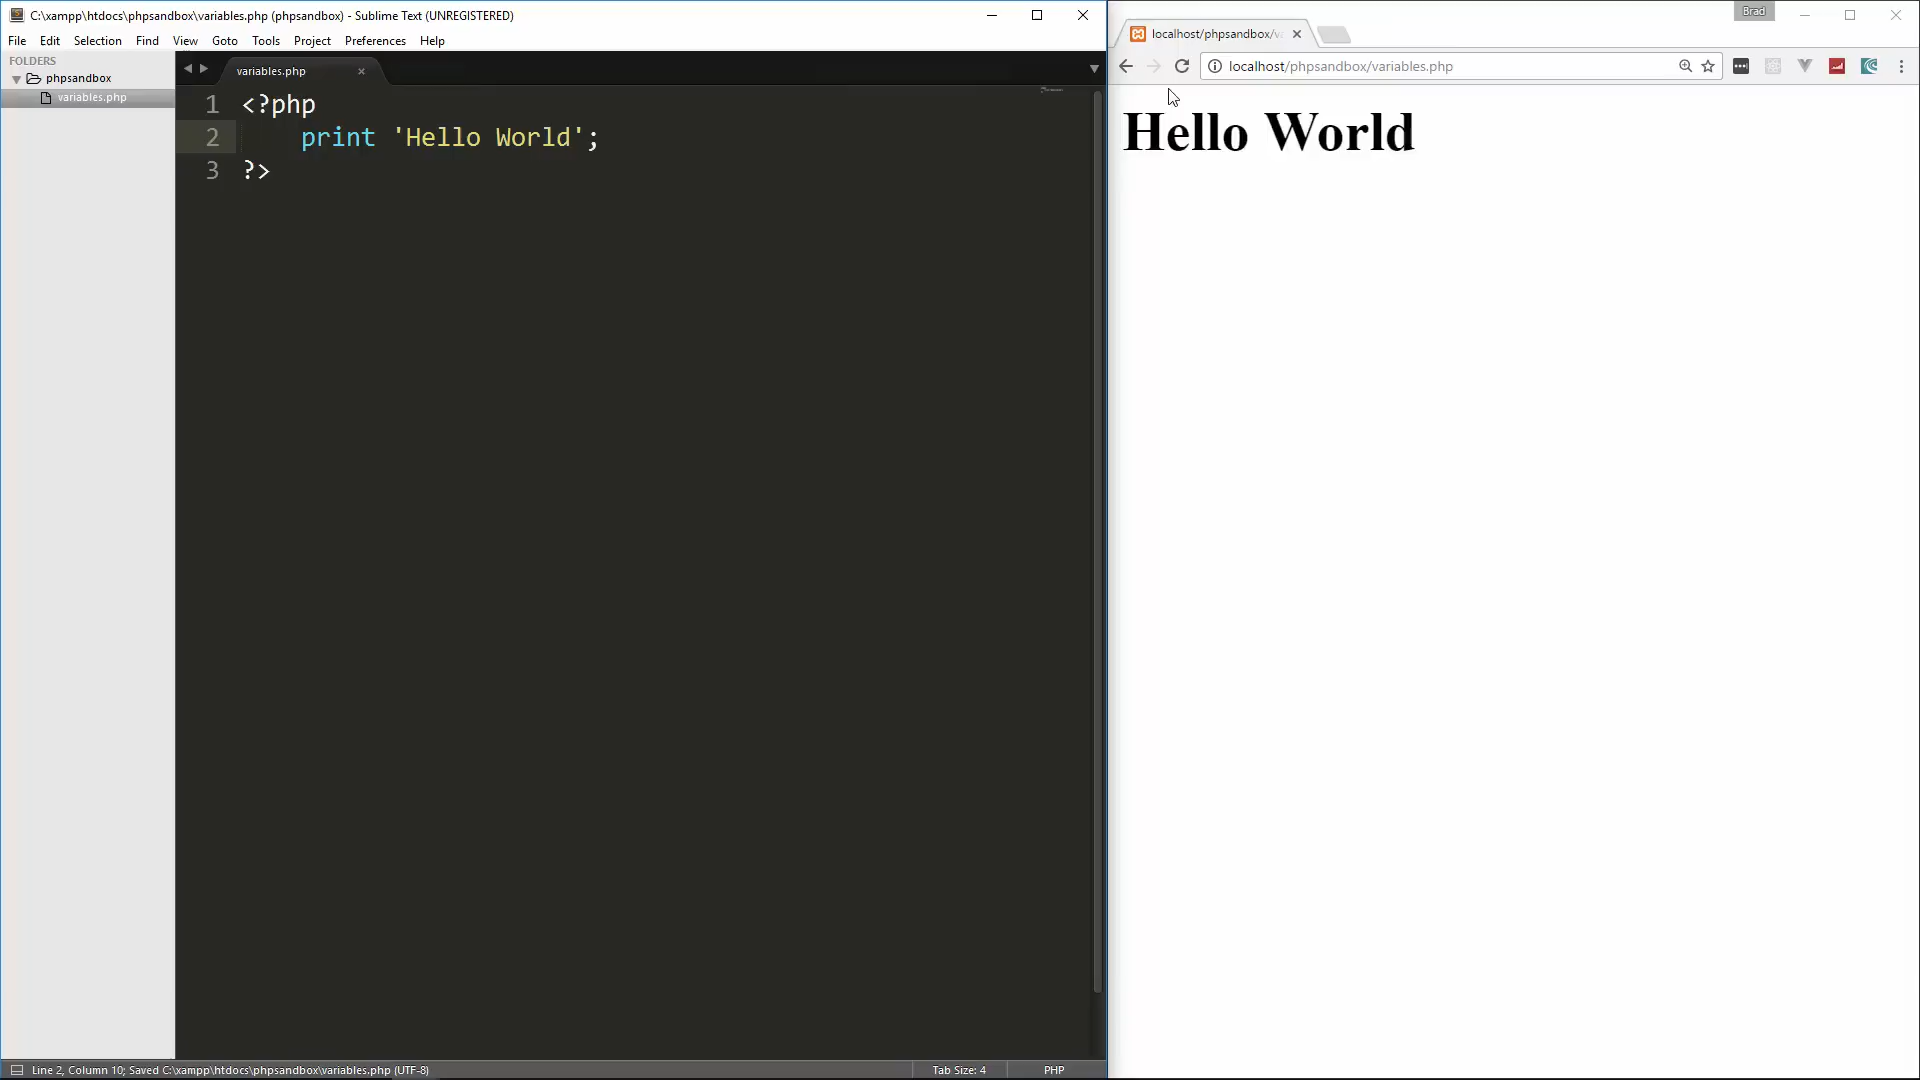 C:\xampp\htdocs\phpsandbox\variables.php (phpsandbox) - Sublime Text (UNREGISTERED)
File Edit Selection Find View Goto Tools Project Preferences Help
FOLDERS
phpsandbox
variables.php
variables.php
1 <?php
2     print 'Hello World';
3 ?>
Line 2, Column 10; Saved C:\xampp\htdocs\phpsandbox\variables.php (UTF-8)
Tab Size: 4
PHP
Brad
localhost/phpsandbox/v
localhost/phpsandbox/variables.php
Hello World